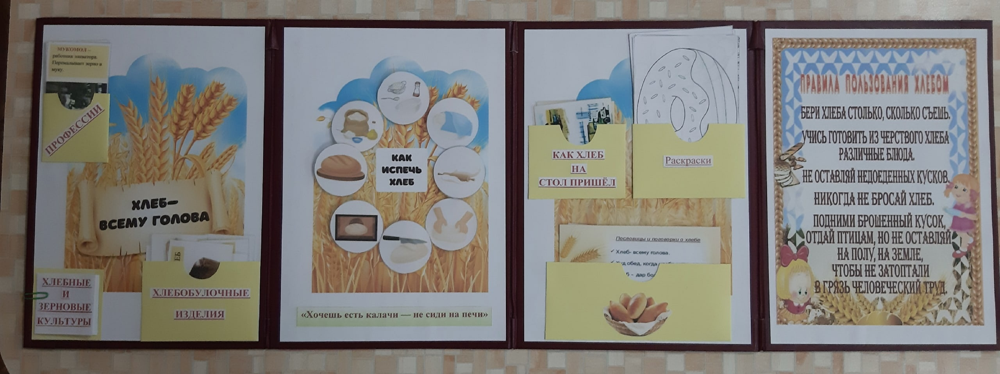 МУКОМОЛ –
работник элеватора.
Перемалывает зерно в
муку.
ПРОФЕССИИ
ХЛЕБ–
ВСЕМУ ГОЛОВА
ЕБ
ХЛЕБНЫЕ
И
ЗЕРНОВЫЕ
КУЛЬТУРЫ
ХЛЕБОБУЛОЧНЫЕ
ИЗДЕЛИЯ
КАК
ИСПЕЧЬ
ХЛЕБ
«Хочешь есть калачи — не сиди на печи»
КАК ХЛЕБ
НА
СТОЛ ПРИШЁЛ
Раскраски
Пословицы и поговорки о хлебе
✓ Хлеб- всему голова.
обед, когда
б – дар бо
ПРАВИЛА ПОЛЬЗОВАНИЯ ХЛЕБОМ
БЕРИ ХЛЕБА СТОЛЬКО, СКОЛЬКО СЪЕШЬ.
УЧИСЬ ГОТОВИТЬ ИЗ ЧЕРСТВОГО ХЛЕБА
РАЗЛИЧНЫЕ БЛЮДА.
НЕ ОСТАВЛЯЙ НЕДОЕДЕННЫХ КУСКОВ.
НИКОГДА НЕ БРОСАЙ ХЛЕБ.
ПОДНИМИ БРОШЕННЫЙ КУСОК,
ОТДАЙ ПТИЦАМ, НО НЕ ОСТАВЛЯЙ
НА ПОЛУ, НА ЗЕМЛЕ,
ЧТОБЫ НЕ ЗАТОПТАЛИ
В ГРЯЗЬ ЧЕЛОВЕЧЕСКИЙ ТРУД.